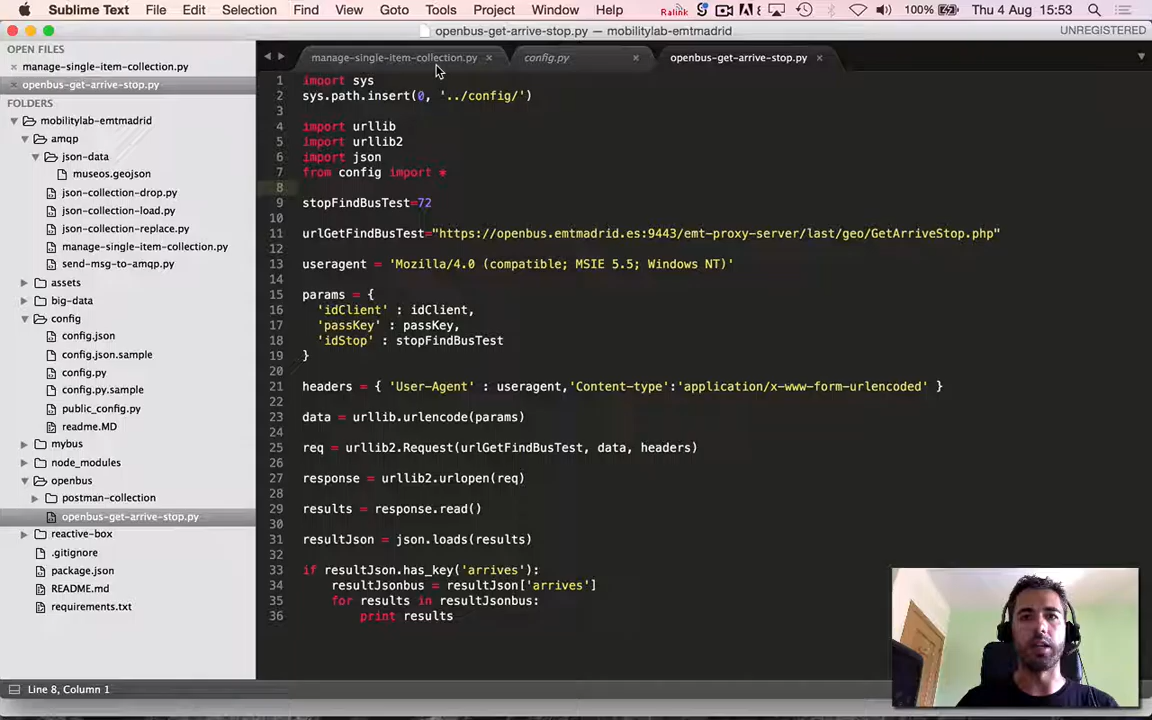 Sublime Text File Edit Selection Find View Goto Tools Project Window Help Ralink 100% Thu 4 Aug 15:53
openbus-get-arrive-stop.py — mobilitylab-emtmadrid UNREGISTERED
OPEN FILES
manage-single-item-collection.py
openbus-get-arrive-stop.py
FOLDERS
mobilitylab-emtmadrid
amqp
json-data
museos.geojson
json-collection-drop.py
json-collection-load.py
json-collection-replace.py
manage-single-item-collection.py
send-msg-to-amqp.py
assets
big-data
config
config.json
config.json.sample
config.py
config.py.sample
public_config.py
readme.MD
mybus
node_modules
openbus
postman-collection
openbus-get-arrive-stop.py
reactive-box
.gitignore
package.json
README.md
requirements.txt
manage-single-item-collection.py × config.py × openbus-get-arrive-stop.py ×
1 import sys
2 sys.path.insert(0, '../config/')
3
4 import urllib
5 import urllib2
6 import json
7 from config import *
8
9 stopFindBusTest=72
10
11 urlGetFindBusTest="https://openbus.emtmadrid.es:9443/emt-proxy-server/last/geo/GetArriveStop.php"
12
13 useragent = 'Mozilla/4.0 (compatible; MSIE 5.5; Windows NT)'
14
15 params = {
16 'idClient' : idClient,
17 'passKey' : passKey,
18 'idStop' : stopFindBusTest
19 }
20
21 headers = { 'User-Agent' : useragent,'Content-type':'application/x-www-form-urlencoded' }
22
23 data = urllib.urlencode(params)
24
25 req = urllib2.Request(urlGetFindBusTest, data, headers)
26
27 response = urllib2.urlopen(req)
28
29 results = response.read()
30
31 resultJson = json.loads(results)
32
33 if resultJson.has_key('arrives'):
34 resultJsonbus = resultJson['arrives']
35 for results in resultJsonbus:
36 print results
Line 8, Column 1